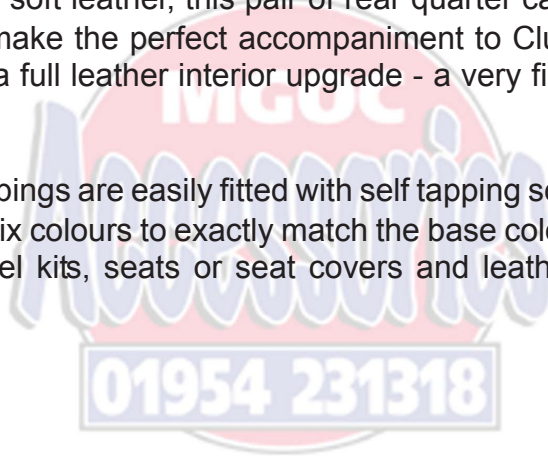 soft leather, this pair of rear quarter ca
make the perfect accompaniment to Clu
a full leather interior upgrade - a very fi
MGOC
pings are easily fitted with self tapping sc
ix colours to exactly match the base colo
el kits, seats or seat covers and leath
Accessories
01954 231318